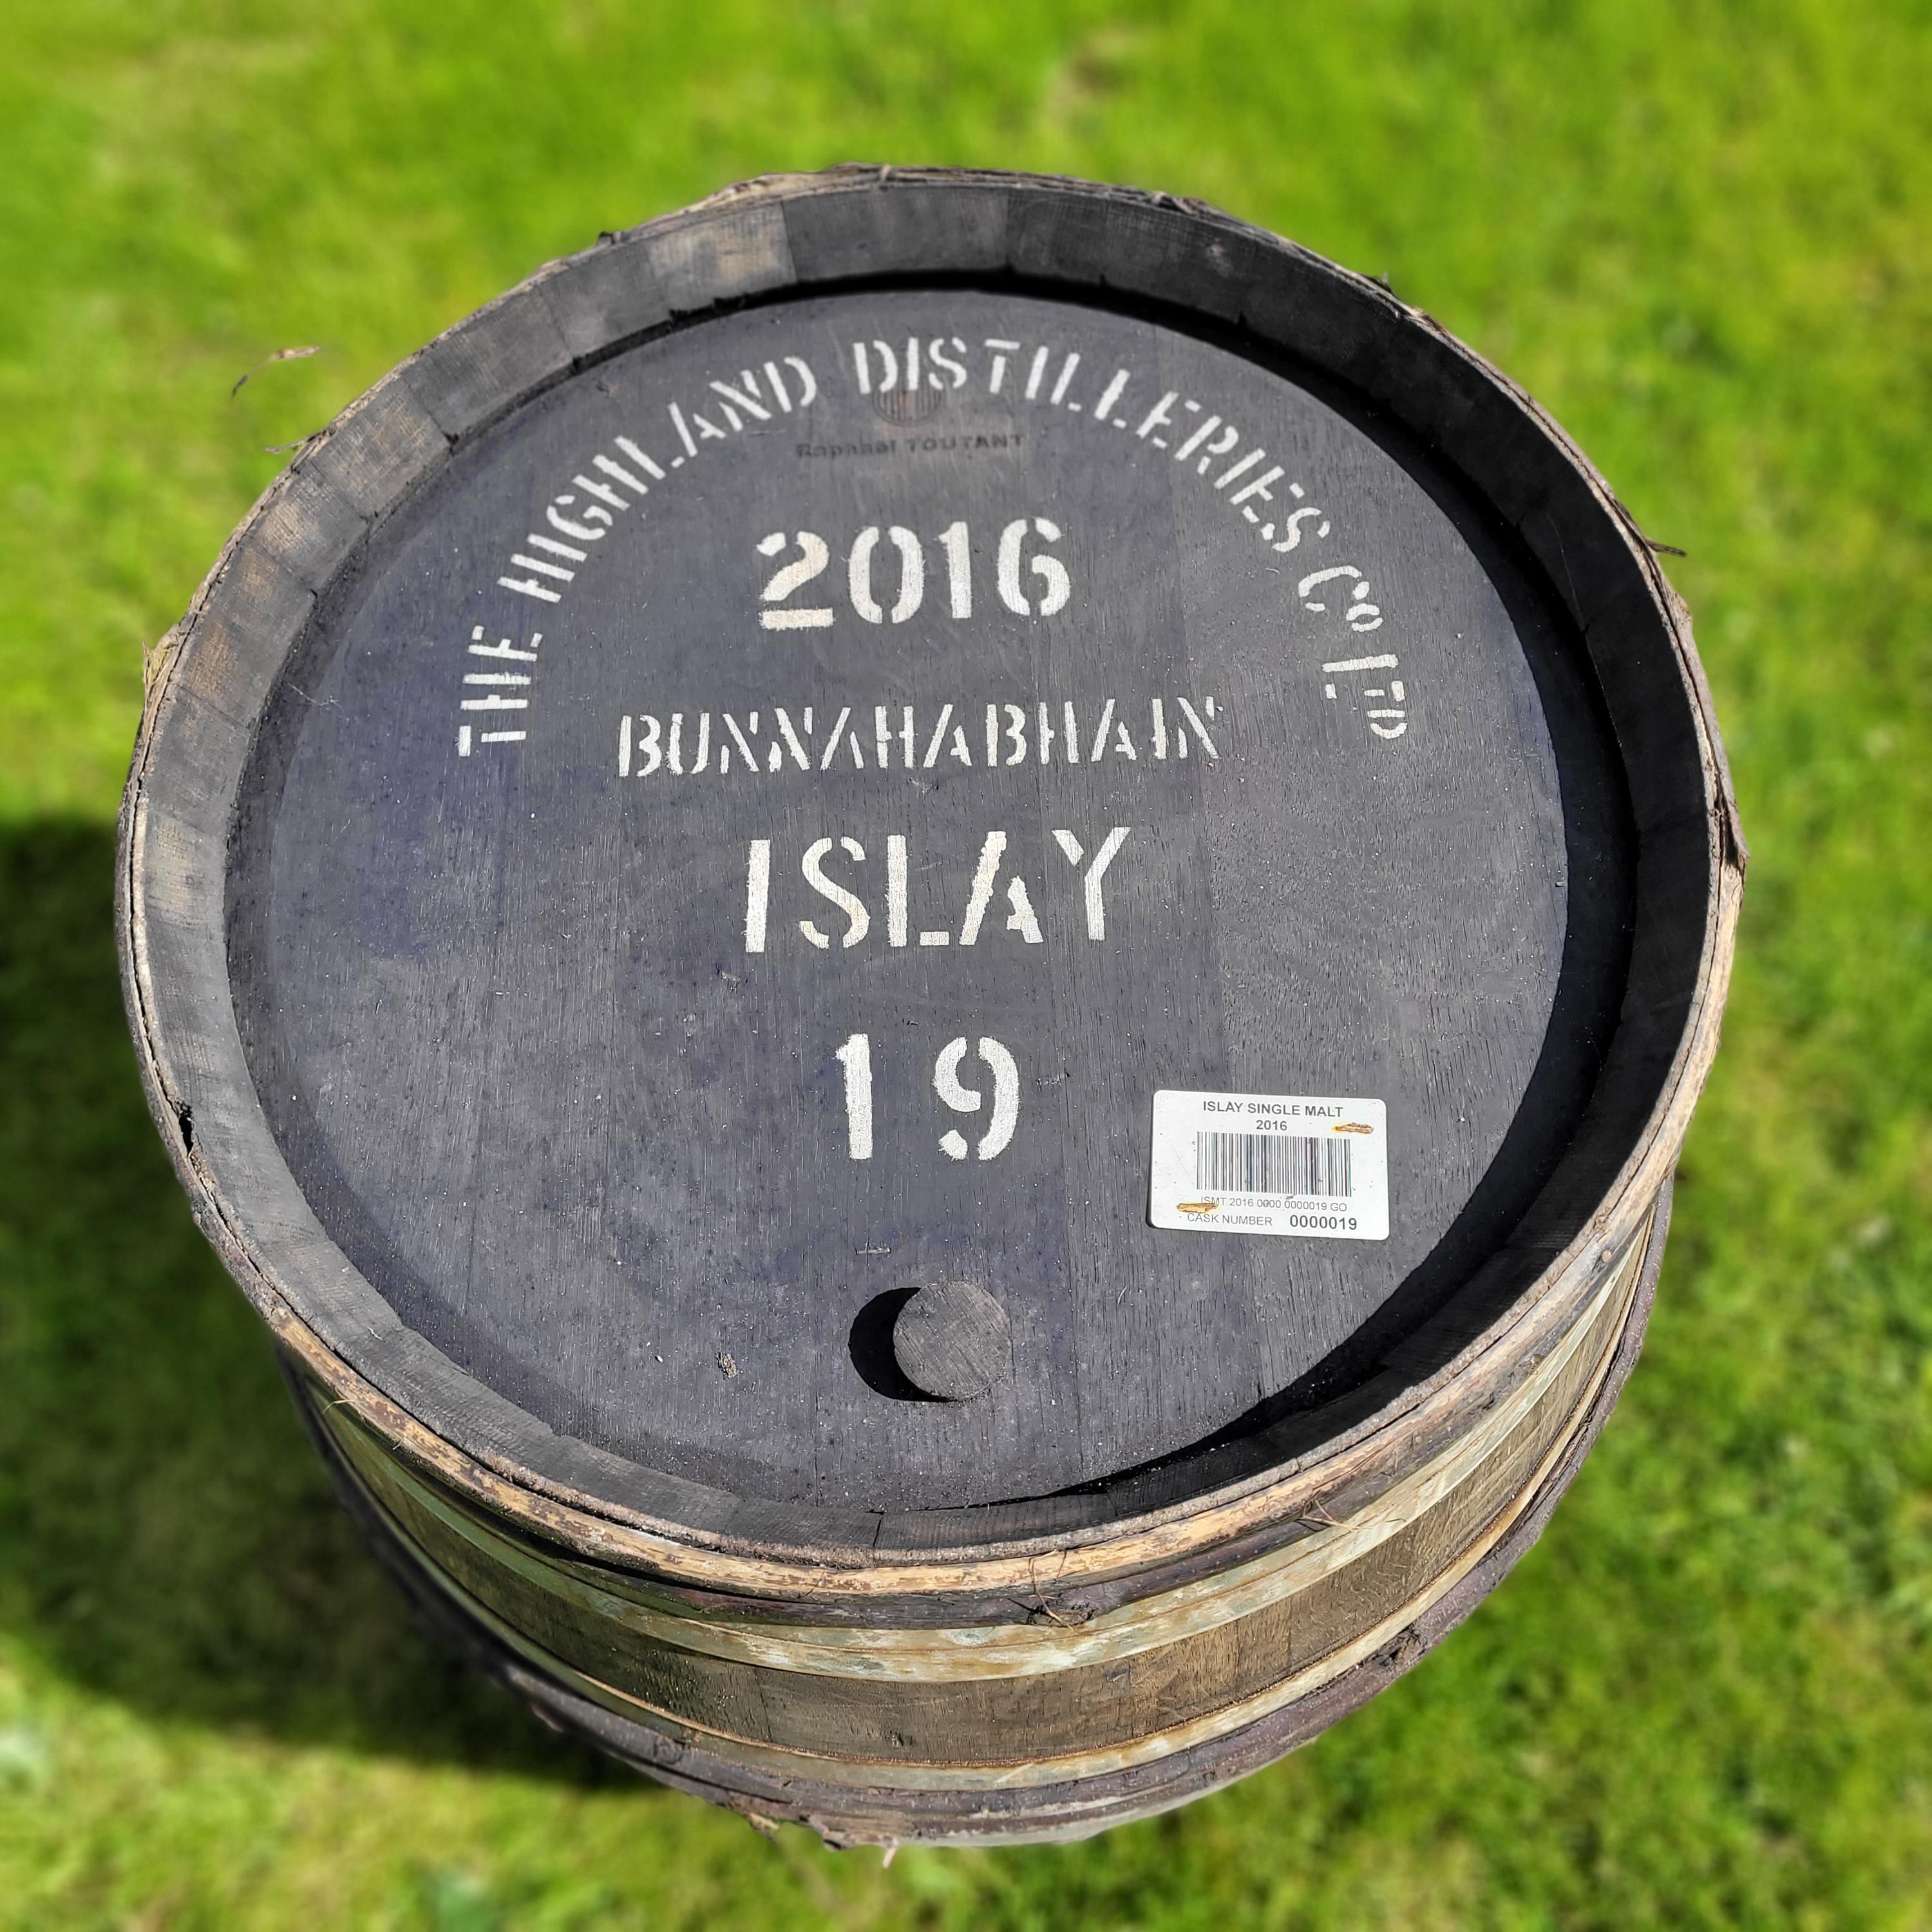 THE HIGHLAND DISTILLERIES Co LTD
Raphael TOUTANT
2016
BUNNAHABHAIN
ISLAY
19
ISLAY SINGLE MALT
2016
ISMT 2016 0000 0000019 GO
CASK NUMBER 0000019